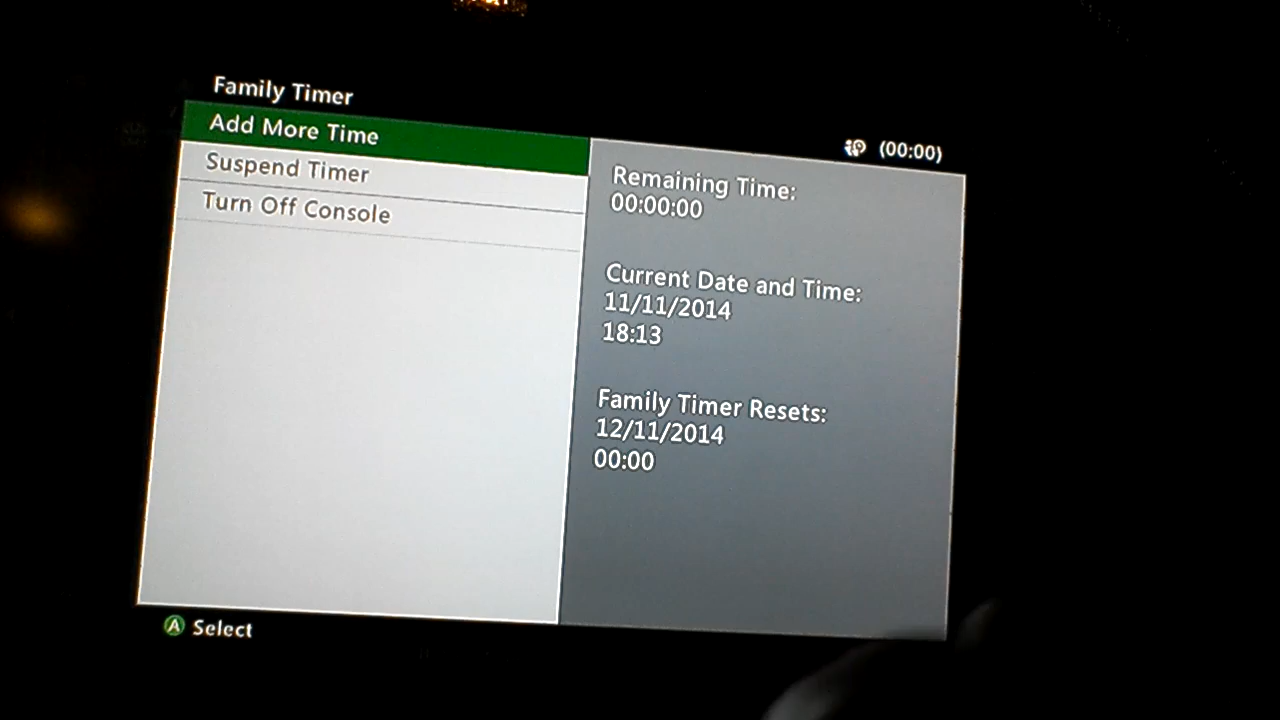 Family Timer
Add More Time
Suspend Timer
Turn Off Console
(00:00)
Remaining Time:
00:00:00
Current Date and Time:
11/11/2014
18:13
Family Timer Resets:
12/11/2014
00:00
A Select